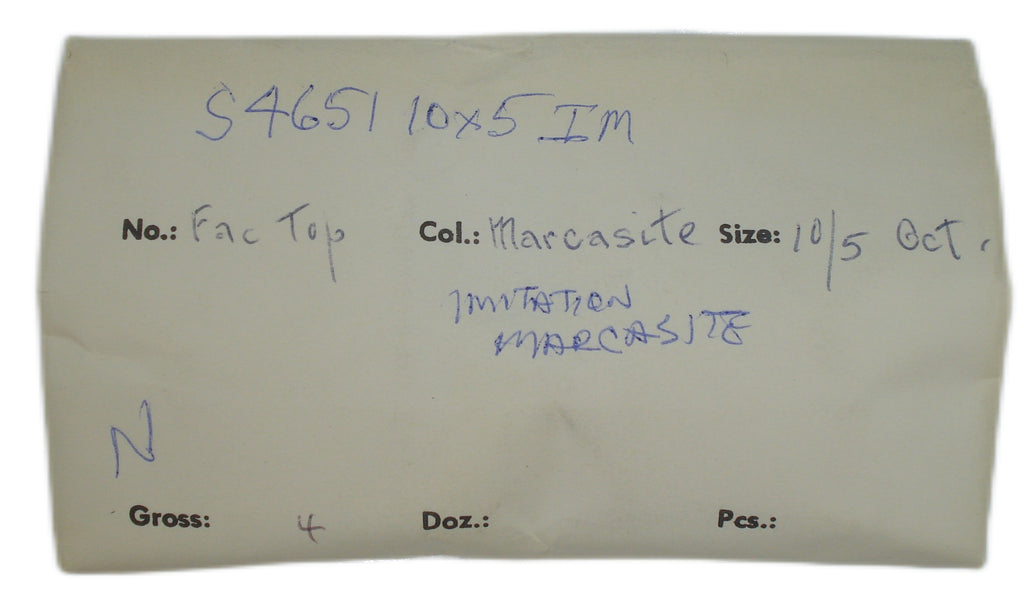 S4651 10x5 IM
No.: Fac Top Col.: Marcasite Size: 10/5 Oct.
IMITATION
MARCASITE
N
Gross: 4 Doz.: Pcs.: